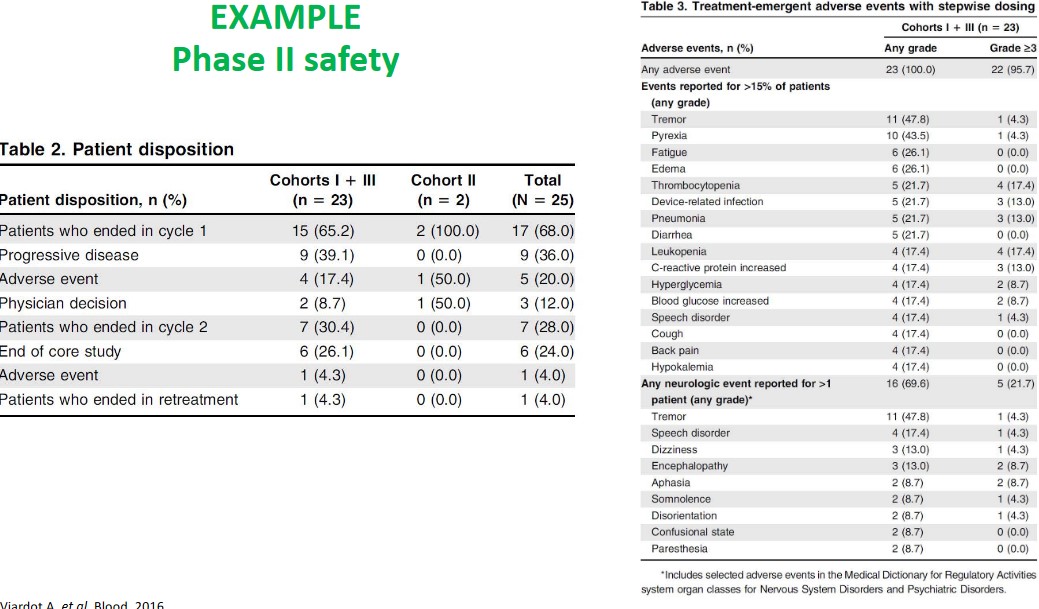 EXAMPLE
Phase II safety
Table 2. Patient disposition
Patient disposition, n (%) Cohorts I + III (n = 23) Cohort II (n = 2) Total (N = 25)
Patients who ended in cycle 1 15 (65.2) 2 (100.0) 17 (68.0)
Progressive disease 9 (39.1) 0 (0.0) 9 (36.0)
Adverse event 4 (17.4) 1 (50.0) 5 (20.0)
Physician decision 2 (8.7) 1 (50.0) 3 (12.0)
Patients who ended in cycle 2 7 (30.4) 0 (0.0) 7 (28.0)
End of core study 6 (26.1) 0 (0.0) 6 (24.0)
Adverse event 1 (4.3) 0 (0.0) 1 (4.0)
Patients who ended in retreatment 1 (4.3) 0 (0.0) 1 (4.0)
Viardot A, et al. Blood. 2016
Table 3. Treatment-emergent adverse events with stepwise dosing
Cohorts I + III (n = 23)
Adverse events, n (%) Any grade Grade ≥3
Any adverse event 23 (100.0) 22 (95.7)
Events reported for >15% of patients
(any grade)
Tremor 11 (47.8) 1 (4.3)
Pyrexia 10 (43.5) 1 (4.3)
Fatigue 6 (26.1) 0 (0.0)
Edema 6 (26.1) 0 (0.0)
Thrombocytopenia 5 (21.7) 4 (17.4)
Device-related infection 5 (21.7) 3 (13.0)
Pneumonia 5 (21.7) 3 (13.0)
Diarrhea 5 (21.7) 0 (0.0)
Leukopenia 4 (17.4) 4 (17.4)
C-reactive protein increased 4 (17.4) 3 (13.0)
Hyperglycemia 4 (17.4) 2 (8.7)
Blood glucose increased 4 (17.4) 2 (8.7)
Speech disorder 4 (17.4) 1 (4.3)
Cough 4 (17.4) 0 (0.0)
Back pain 4 (17.4) 0 (0.0)
Hypokalemia 4 (17.4) 0 (0.0)
Any neurologic event reported for >1 16 (69.6) 5 (21.7)
patient (any grade)*
Tremor 11 (47.8) 1 (4.3)
Speech disorder 4 (17.4) 1 (4.3)
Dizziness 3 (13.0) 1 (4.3)
Encephalopathy 3 (13.0) 2 (8.7)
Aphasia 2 (8.7) 2 (8.7)
Somnolence 2 (8.7) 1 (4.3)
Disorientation 2 (8.7) 1 (4.3)
Confusional state 2 (8.7) 0 (0.0)
Paresthesia 2 (8.7) 0 (0.0)
*Includes selected adverse events in the Medical Dictionary for Regulatory Activities
system organ classes for Nervous System Disorders and Psychiatric Disorders.